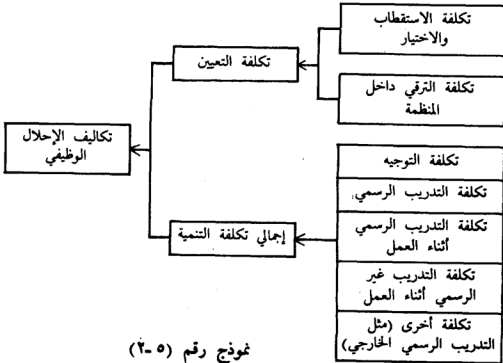 تكلفة الاستقطاب
والاختيار
تكلفة التعيين
تكلفة الترقي داخل
المنظمة
تكاليف الإحلال
الوظيفي
تكلفة التوجيه
تكلفة التدريب الرسمي
تكلفة التدريب الرسمي
أثناء العمل
إجمالي تكلفة التنمية
تكلفة التدريب غير
الرسمي أثناء العمل
تكلفة أخرى (مثل
التدريب الرسمي الخارجي)
نموذج رقم (٥ -٢)